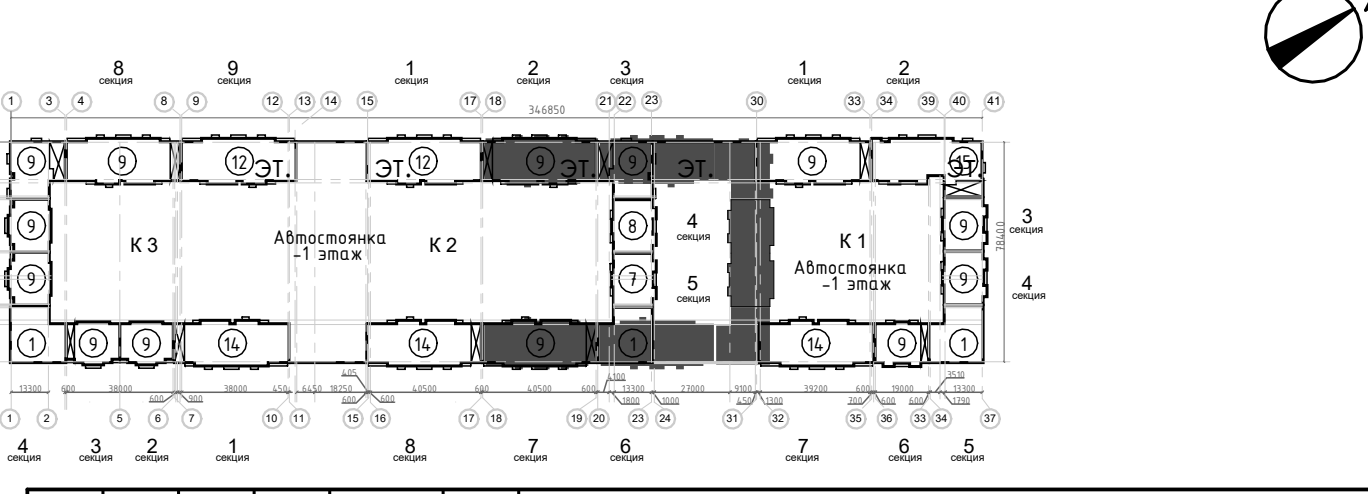 8 секция 9 секция 1 секция 2 секция 3 секция 1 секция 2 секция
1 3 4 8 9 12 13 14 15 17 18 21 22 23 30 33 34 39 40 41
346850
9 9 12 ЭТ. ЭТ. 12 9 ЭТ. 9 ЭТ. 9 ЭТ.
9 8 4 секция 9 3 секция
К 3 Автостоянка -1 этаж К 2 К 1
78400
Автостоянка -1 этаж
9 7 5 секция 9 4 секция
1 9 9 14 14 9 1 14 9 1
405 4100 3510
13300 600 38000 38000 450 6450 18250 40500 600 40500 600 13300 27000 9100 39200 600 19000 13300
600 900 600 600 1800 1000 450 1300 700 600 600 1790
1 2 5 6 7 10 11 15 16 17 18 19 20 23 24 31 32 35 36 33 34 37
4 секция 3 секция 2 секция 1 секция 8 секция 7 секция 6 секция 7 секция 6 секция 5 секция